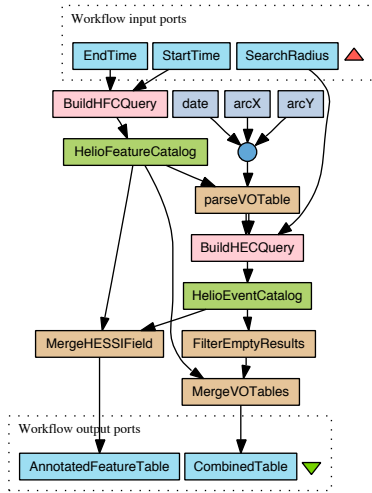 Workflow input ports
EndTime
StartTime
SearchRadius
BuildHFCQuery
date
arcX
arcY
HelioFeatureCatalog
parseVOTable
BuildHECQuery
HelioEventCatalog
MergeHESSIField
FilterEmptyResults
MergeVOTables
Workflow output ports
AnnotatedFeatureTable
CombinedTable